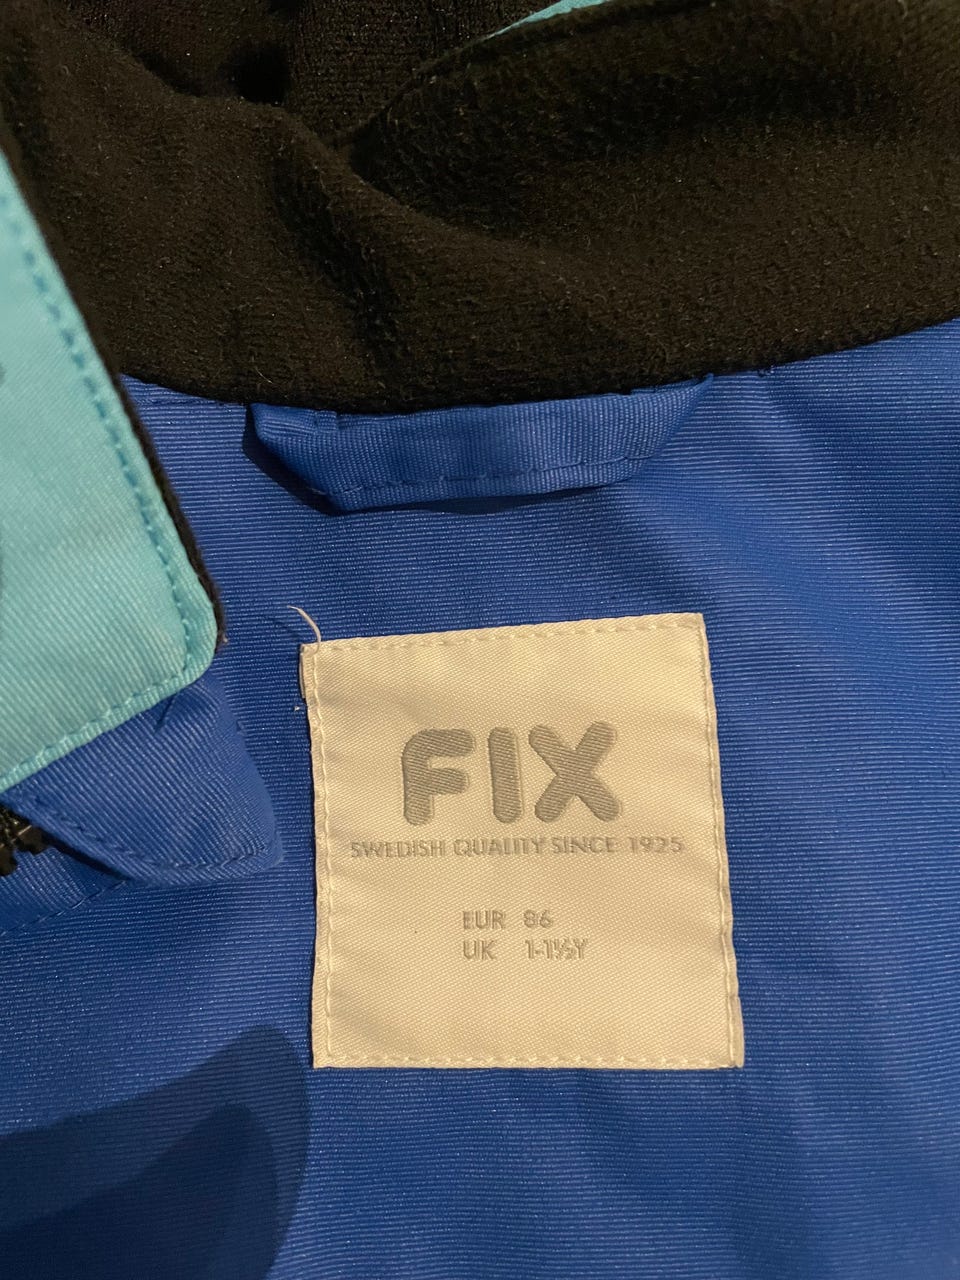 FIX
SWEDISH QUALITY SINCE 1925
EUR 86
UK 1-1½Y